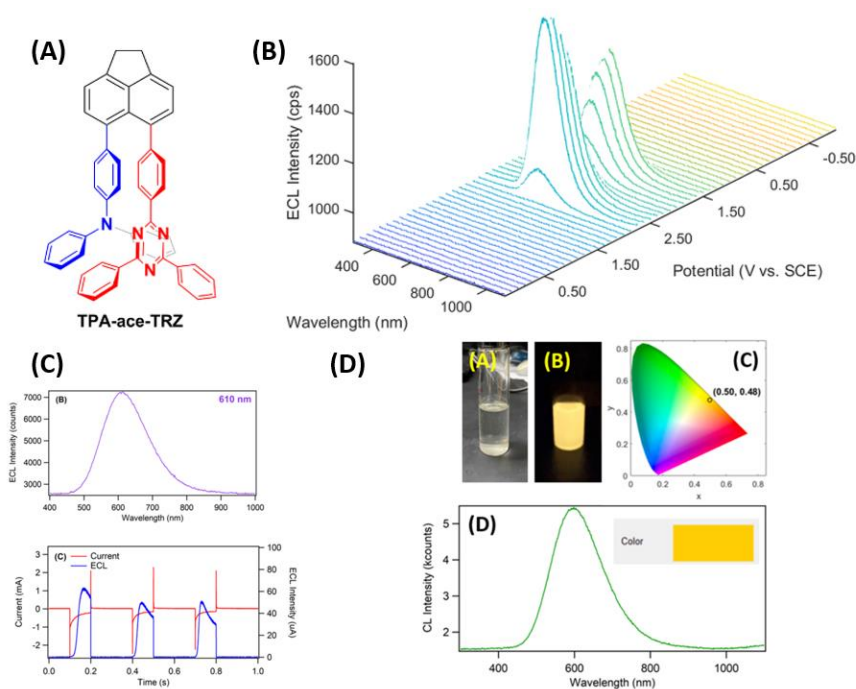 (A)
N
N
N
N
TPA-ace-TRZ
(B)
ECL Intensity (cps)
1600
1400
1200
1000
400
600
800
1000
Wavelength (nm)
0.50
1.50
2.50
1.50
0.50
-0.50
Potential (V vs. SCE)
(C)
(B)
610 nm
ECL Intensity (counts)
7000
6000
5000
4000
3000
400 500 600 700 800 900 1000
Wavelength (nm)
(C)
Current
ECL
Current (mA)
3
2
1
0
-1
-2
ECL Intensity (uA)
100
80
60
40
20
0
0.0 0.2 0.4 0.6 0.8 1.0
Time (s)
(D)
(A)
(B)
(C)
(0.50, 0.48)
y
0.8
0.6
0.4
0.2
0
0 0.2 0.4 0.6 0.8
x
(D)
Color
CL Intensity (kcounts)
5
4
3
2
400 600 800 1000
Wavelength (nm)